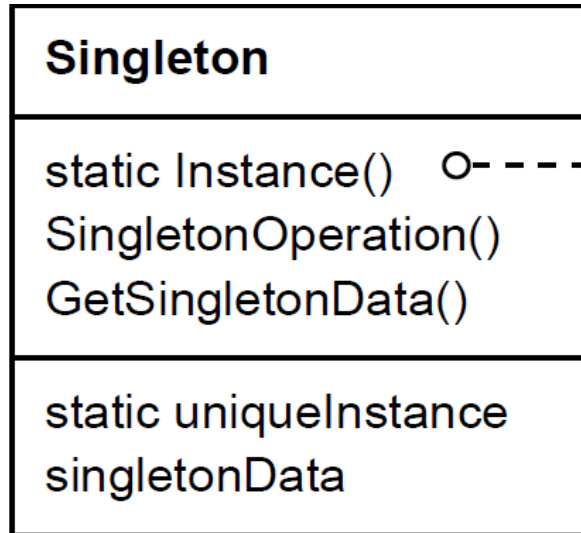 Singleton
static Instance()
SingletonOperation()
GetSingletonData()
static uniqueInstance
singletonData